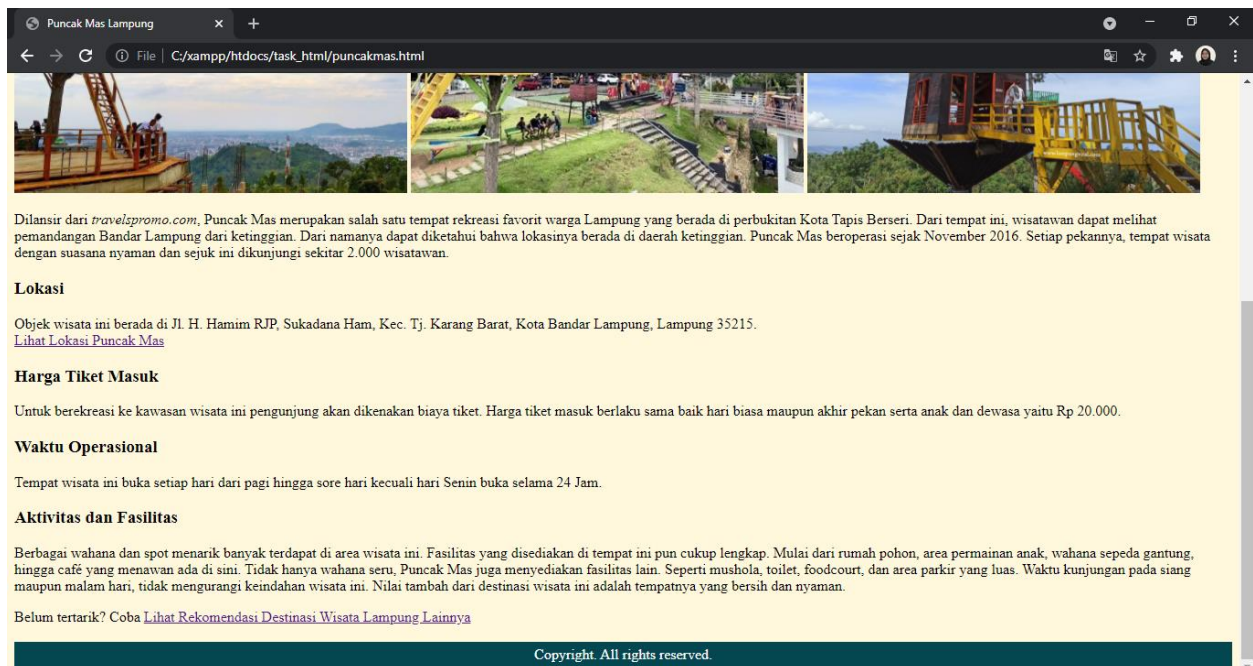 Puncak Mas Lampung
File
C:/xampp/htdocs/task_html/puncakmas.html
Dilansir dari travelspromo.com, Puncak Mas merupakan salah satu tempat rekreasi favorit warga Lampung yang berada di perbukitan Kota Tapis Berseri. Dari tempat ini, wisatawan dapat melihat
pemandangan Bandar Lampung dari ketinggian. Dari namanya dapat diketahui bahwa lokasinya berada di daerah ketinggian. Puncak Mas beroperasi sejak November 2016. Setiap pekannya, tempat wisata
dengan suasana nyaman dan sejuk ini dikunjungi sekitar 2.000 wisatawan.
Lokasi
Objek wisata ini berada di Jl. H. Hamim RJP, Sukadana Ham, Kec. Tj. Karang Barat, Kota Bandar Lampung, Lampung 35215.
Lihat Lokasi Puncak Mas
Harga Tiket Masuk
Untuk berekreasi ke kawasan wisata ini pengunjung akan dikenakan biaya tiket. Harga tiket masuk berlaku sama baik hari biasa maupun akhir pekan serta anak dan dewasa yaitu Rp 20.000.
Waktu Operasional
Tempat wisata ini buka setiap hari dari pagi hingga sore hari kecuali hari Senin buka selama 24 Jam.
Aktivitas dan Fasilitas
Berbagai wahana dan spot menarik banyak terdapat di area wisata ini. Fasilitas yang disediakan di tempat ini pun cukup lengkap. Mulai dari rumah pohon, area permainan anak, wahana sepeda gantung,
hingga café yang menawan ada di sini. Tidak hanya wahana seru, Puncak Mas juga menyediakan fasilitas lain. Seperti mushola, toilet, foodcourt, dan area parkir yang luas. Waktu kunjungan pada siang
maupun malam hari, tidak mengurangi keindahan wisata ini. Nilai tambah dari destinasi wisata ini adalah tempatnya yang bersih dan nyaman.
Belum tertarik? Coba Lihat Rekomendasi Destinasi Wisata Lampung Lainnya
Copyright. All rights reserved.